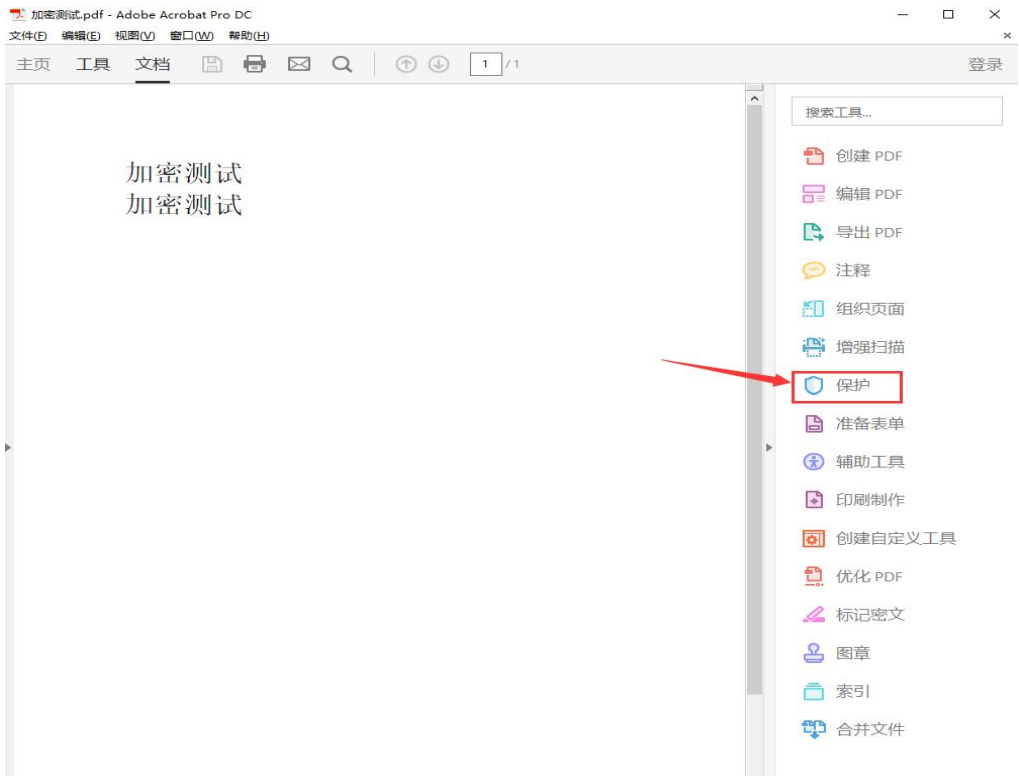 加密测试.pdf - Adobe Acrobat Pro DC
文件(F) 编辑(E) 视图(V) 窗口(W) 帮助(H)
主页 工具 文档 1 / 1 登录
加密测试
加密测试
搜索工具...
创建 PDF
编辑 PDF
导出 PDF
注释
组织页面
增强扫描
保护
准备表单
辅助工具
印刷制作
创建自定义工具
优化 PDF
标记密文
图章
索引
合并文件